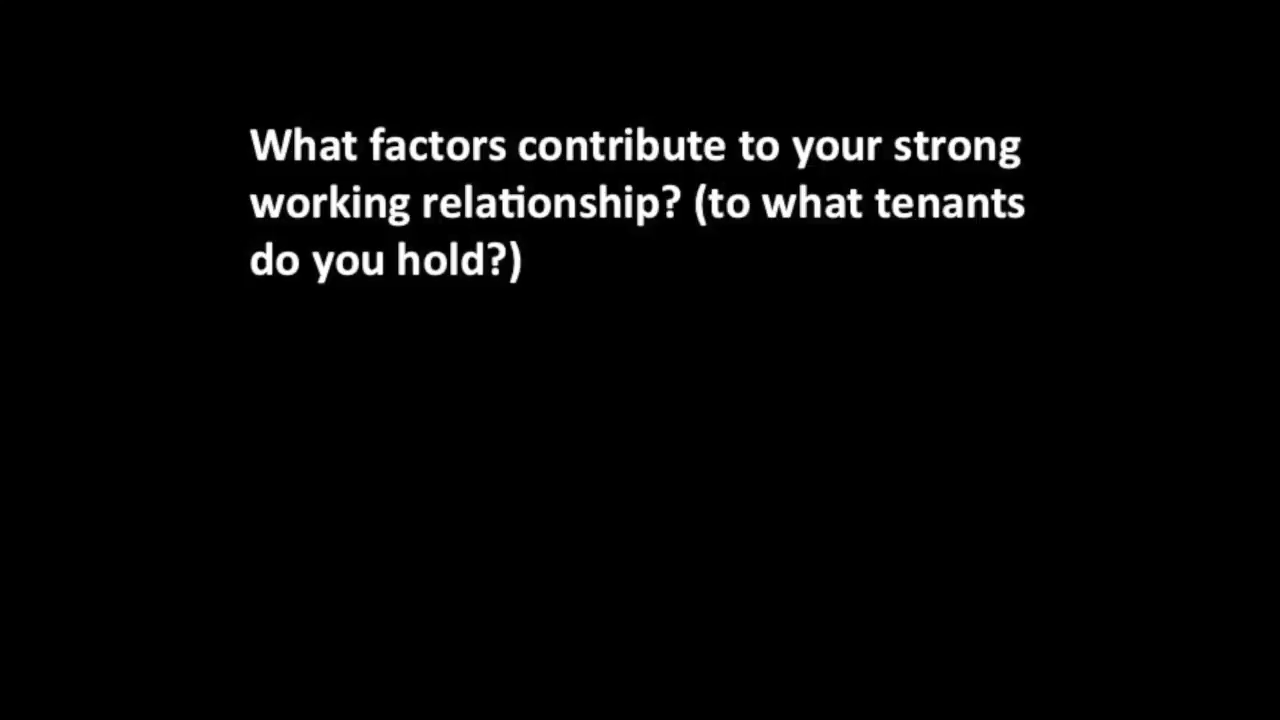 What factors contribute to your strong
working relationship? (to what tenants
do you hold?)